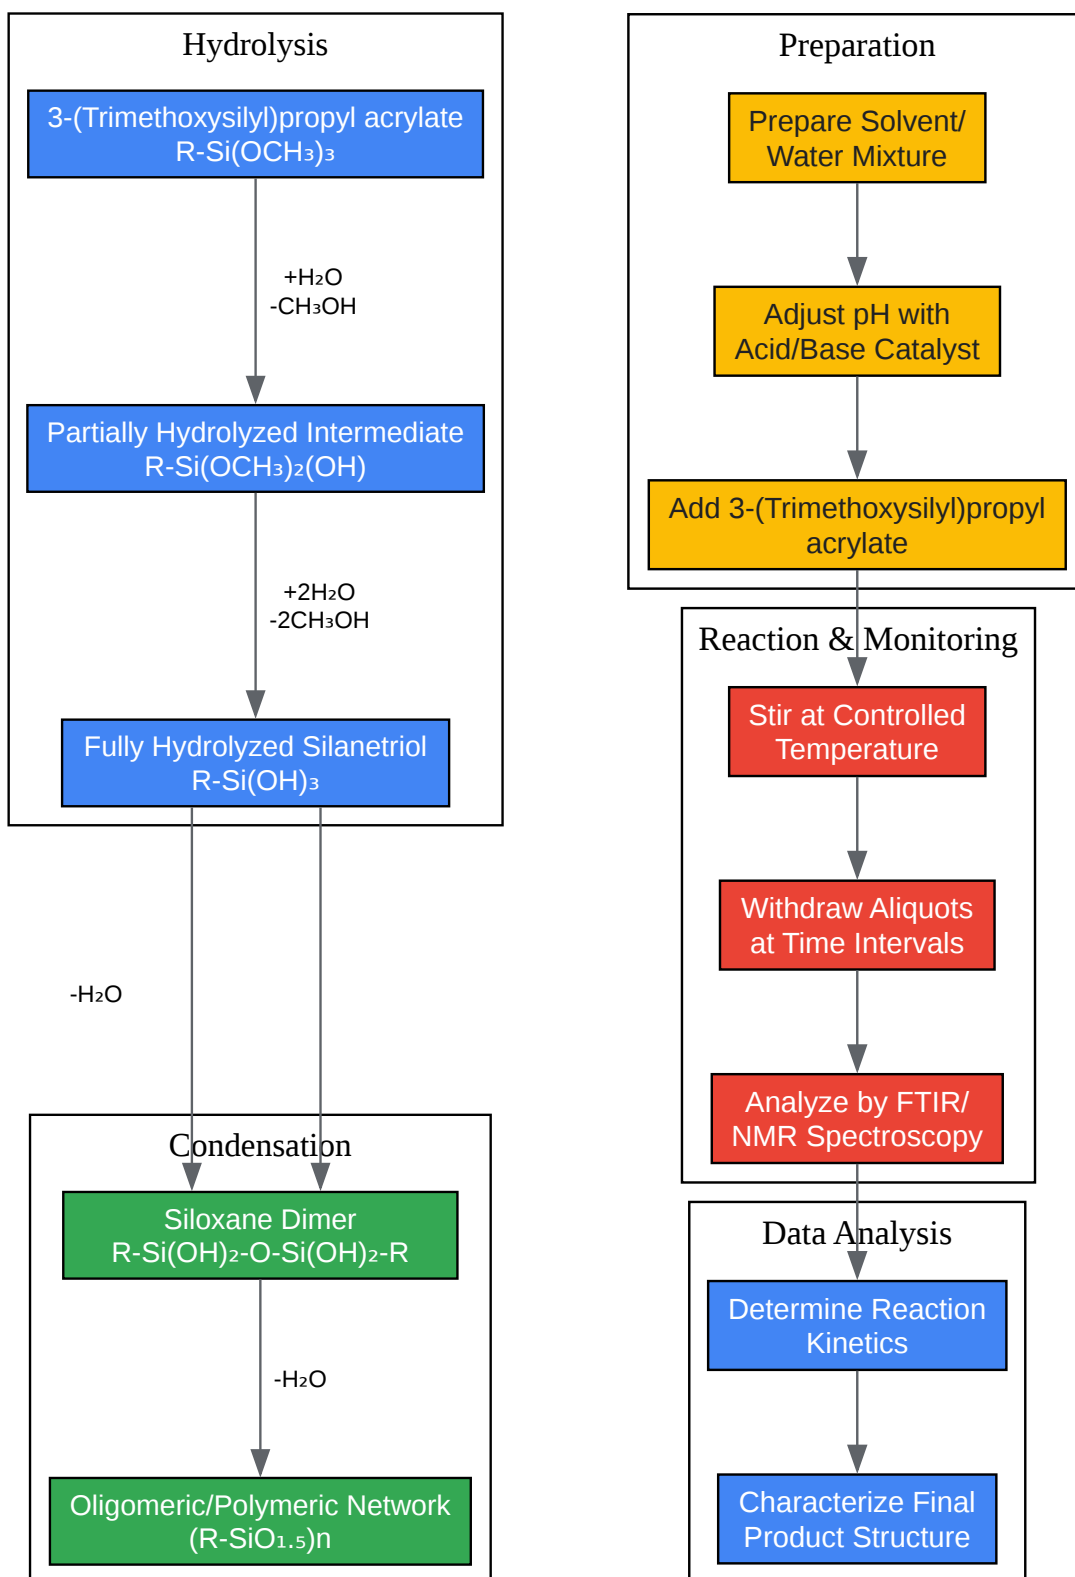 Hydrolysis
3-(Trimethoxysilyl)propyl acrylate
R-Si(OCH₃)₃
+H₂O
-CH₃OH
Partially Hydrolyzed Intermediate
R-Si(OCH₃)₂(OH)
+2H₂O
-2CH₃OH
Fully Hydrolyzed Silanetriol
R-Si(OH)₃
-H₂O
Condensation
Siloxane Dimer
R-Si(OH)₂-O-Si(OH)₂-R
-H₂O
Oligomeric/Polymeric Network
(R-SiO₁.₅)n
Preparation
Prepare Solvent/
Water Mixture
Adjust pH with
Acid/Base Catalyst
Add 3-(Trimethoxysilyl)propyl
acrylate
Reaction & Monitoring
Stir at Controlled
Temperature
Withdraw Aliquots
at Time Intervals
Analyze by FTIR/
NMR Spectroscopy
Data Analysis
Determine Reaction
Kinetics
Characterize Final
Product Structure